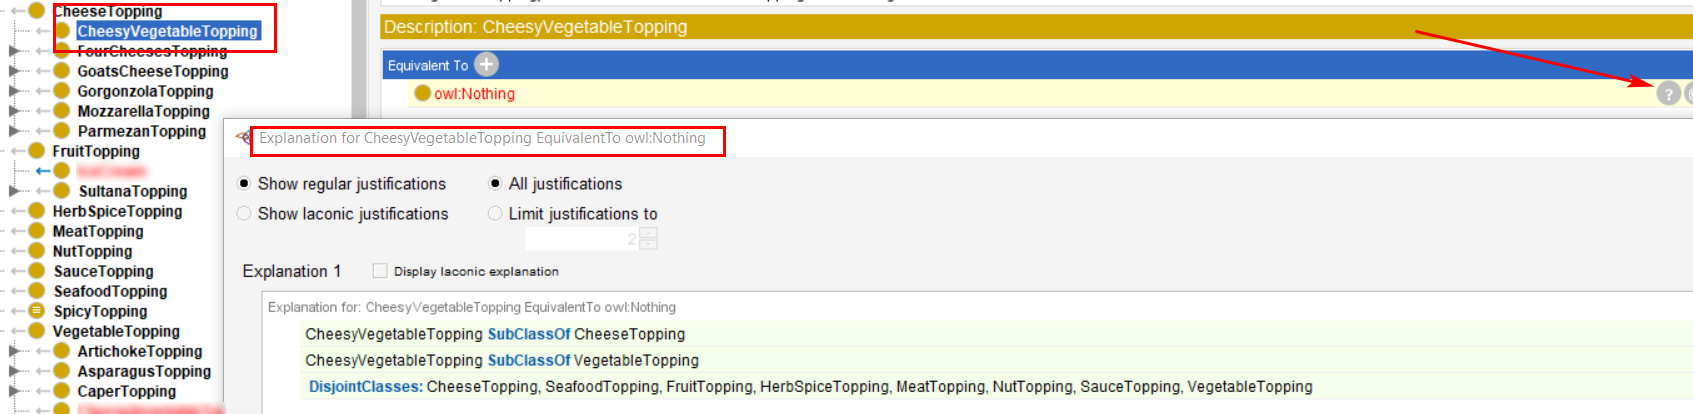 CheeseTopping
CheesyVegetableTopping
FourCheesesTopping
GoatsCheeseTopping
GorgonzolaTopping
MozzarellaTopping
ParmezanTopping
FruitTopping
SultanaTopping
HerbSpiceTopping
MeatTopping
NutTopping
SauceTopping
SeafoodTopping
SpicyTopping
VegetableTopping
ArtichokeTopping
AsparagusTopping
CaperTopping
Description: CheesyVegetableTopping
Equivalent To
owl:Nothing
?
Explanation for CheesyVegetableTopping EquivalentTo owl:Nothing
Show regular justifications
All justifications
Show laconic justifications
Limit justifications to
2
Explanation 1
Display laconic explanation
Explanation for: CheesyVegetableTopping EquivalentTo owl:Nothing
CheesyVegetableTopping SubClassOf CheeseTopping
CheesyVegetableTopping SubClassOf VegetableTopping
DisjointClasses: CheeseTopping, SeafoodTopping, FruitTopping, HerbSpiceTopping, MeatTopping, NutTopping, SauceTopping, VegetableTopping